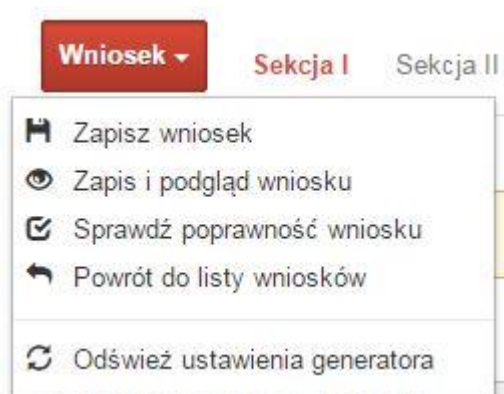 Wniosek Sekcja I Sekcja II
Zapisz wniosek
Zapis i podgląd wniosku
Sprawdź poprawność wniosku
Powrót do listy wniosków
Odśwież ustawienia generatora